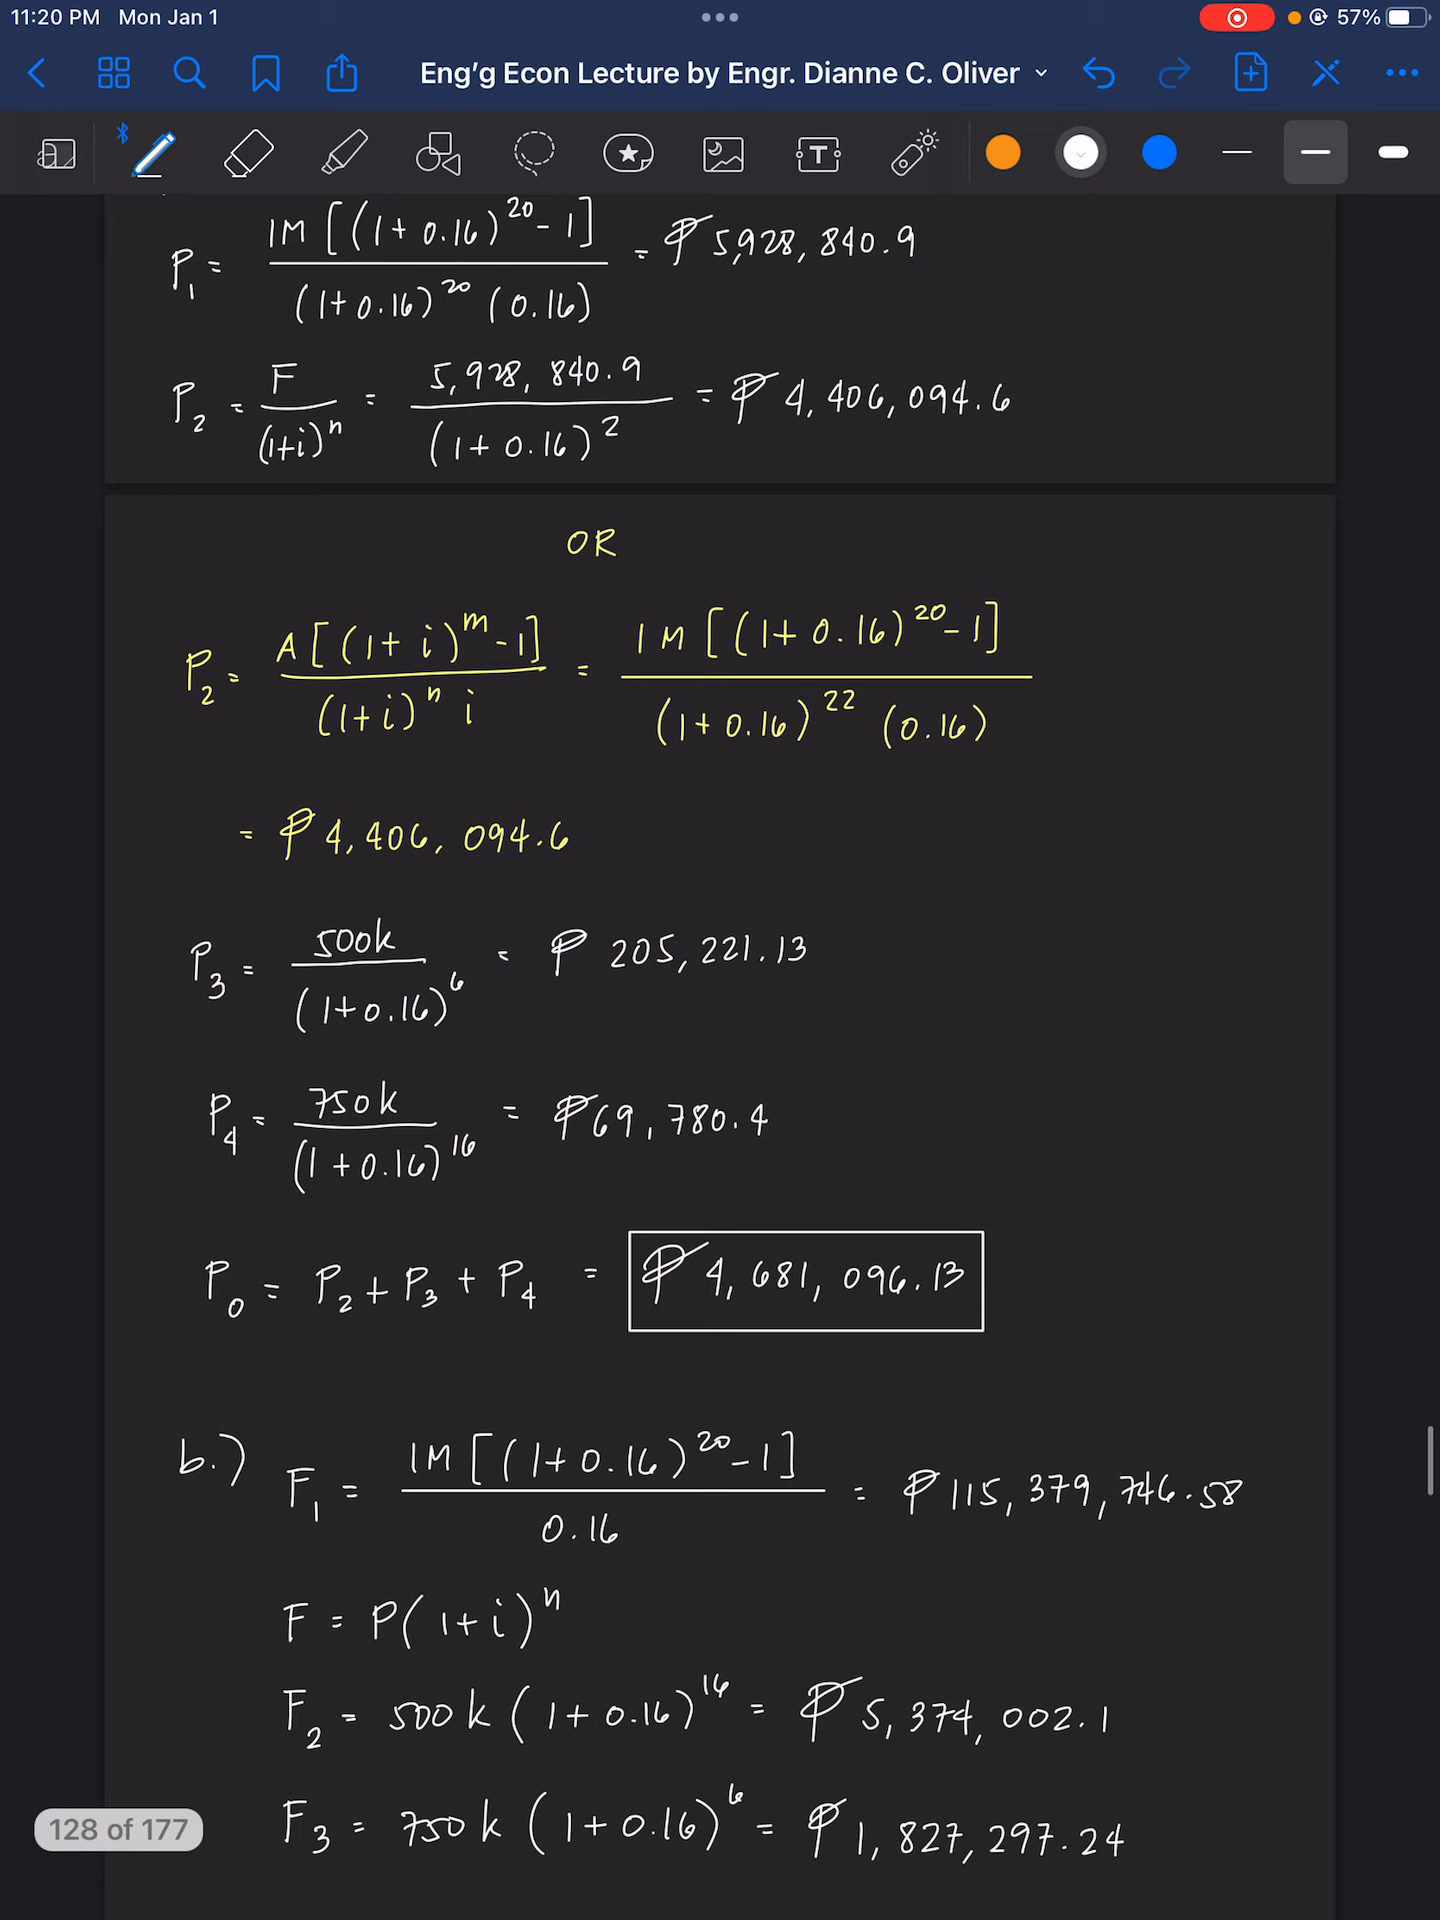 11:20 PM Mon Jan 1
57%
Eng'g Econ Lecture by Engr. Dianne C. Oliver
P₁ = 1M [(1+0.16)²⁰ - 1] / (1+0.16)²⁰ (0.16) = ₱ 5,928,840.9
P₂ = F / (1+i)ⁿ = 5,928,840.9 / (1+0.16)² = ₱ 4,406,094.6
OR
P₂ = A[(1+i)ᵐ - 1] / (1+i)ⁿ i = 1M [(1+0.16)²⁰ - 1] / (1+0.16)²² (0.16)
= ₱ 4,406,094.6
P₃ = 500k / (1+0.16)⁶ = ₱ 205,221.13
P₄ = 750k / (1+0.16)¹⁶ = ₱ 69,780.4
P₀ = P₂ + P₃ + P₄ = ₱ 4,681,096.13
b.) F₁ = 1M [(1+0.16)²⁰ - 1] / 0.16 = ₱ 115,379,746.58
F = P(1+i)ⁿ
F₂ = 500k (1+0.16)¹⁶ = ₱ 5,374,002.1
F₃ = 750k (1+0.16)⁶ = ₱ 1,827,297.24
128 of 177